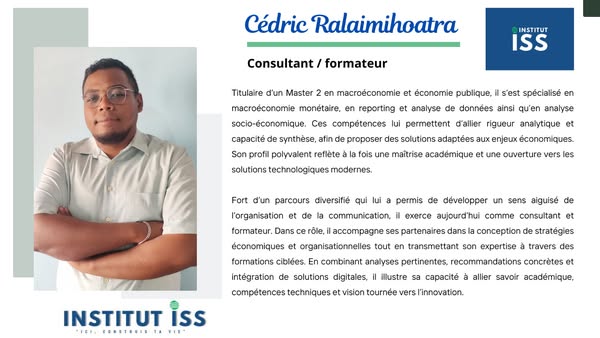 Cédric Ralaimihoatra
INSTITUT
ISS
Consultant / formateur
Titulaire d'un Master 2 en macroéconomie et économie publique, il s'est spécialisé en
macroéconomie monétaire, en reporting et analyse de données ainsi qu'en analyse
socio-économique. Ces compétences lui permettent d'allier rigueur analytique et
capacité de synthèse, afin de proposer des solutions adaptées aux enjeux économiques.
Son profil polyvalent reflète à la fois une maîtrise académique et une ouverture vers les
solutions technologiques modernes.
Fort d'un parcours diversifié qui lui a permis de développer un sens aiguisé de
l'organisation et de la communication, il exerce aujourd'hui comme consultant et
formateur. Dans ce rôle, il accompagne ses partenaires dans la conception de stratégies
économiques et organisationnelles tout en transmettant son expertise à travers des
formations ciblées. En combinant analyses pertinentes, recommandations concrètes et
intégration de solutions digitales, il illustre sa capacité à allier savoir académique,
compétences techniques et vision tournée vers l'innovation.
INSTITUT iSS
"ICI, CONSTRUIS TA VIE"